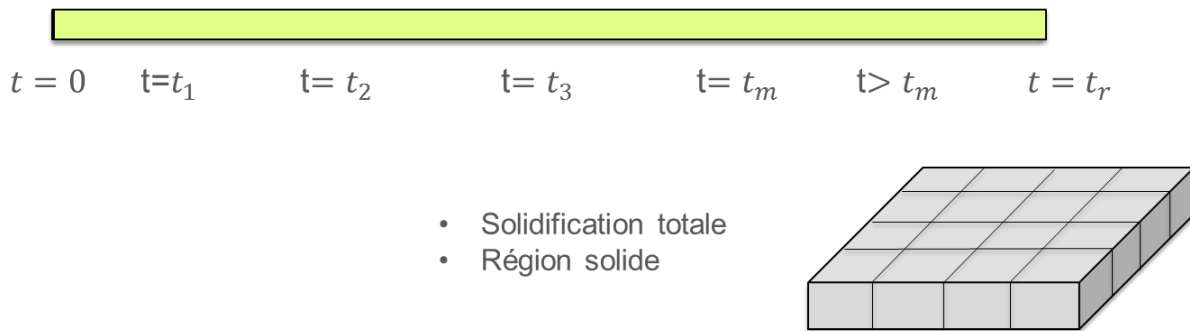 t = 0 t=t₁ t= t₂ t= t₃ t= tₘ t> tₘ t = tᵣ
• Solidification totale
• Région solide